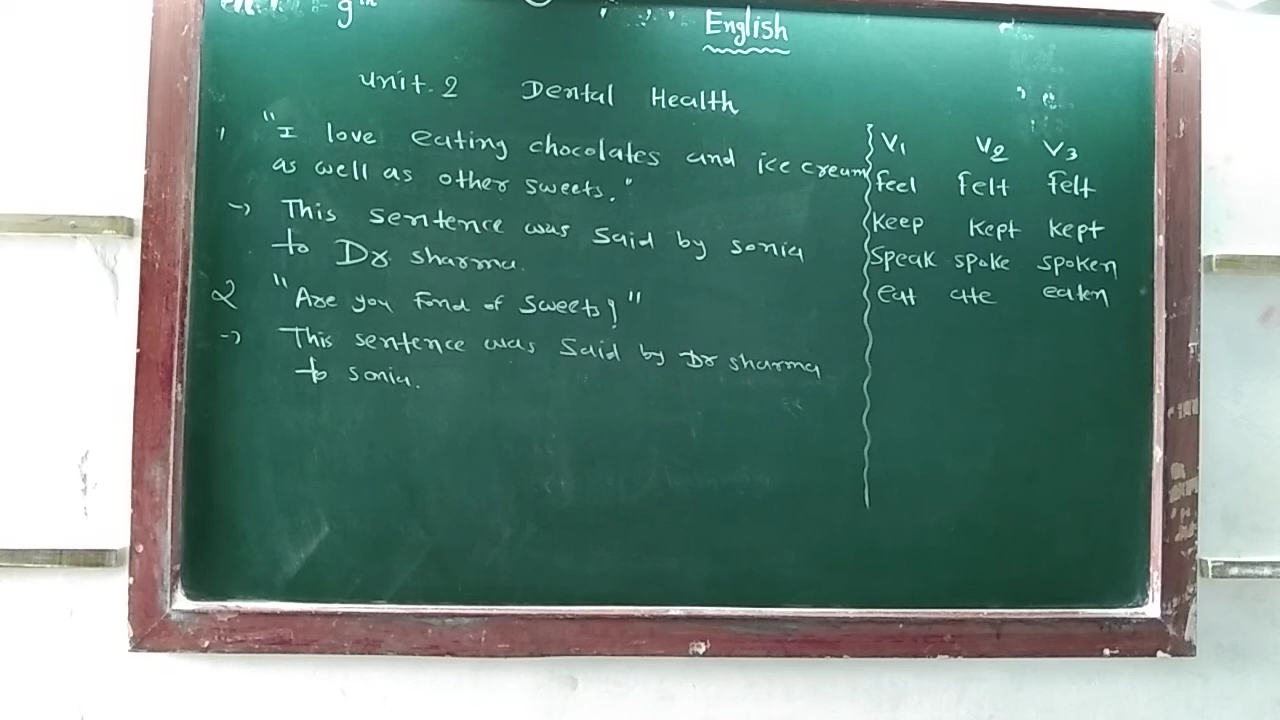 9th
English
Unit. 2 Dental Health
1 "I love eating chocolates and ice cream
as well as other sweets."
→ This sentence was said by sonia
to Dr sharma.
2 "Are you fond of sweets?"
→ This sentence was said by Dr sharma
to sonia.
V1 V2 V3
feel felt felt
keep kept kept
speak spoke spoken
eat ate eaten